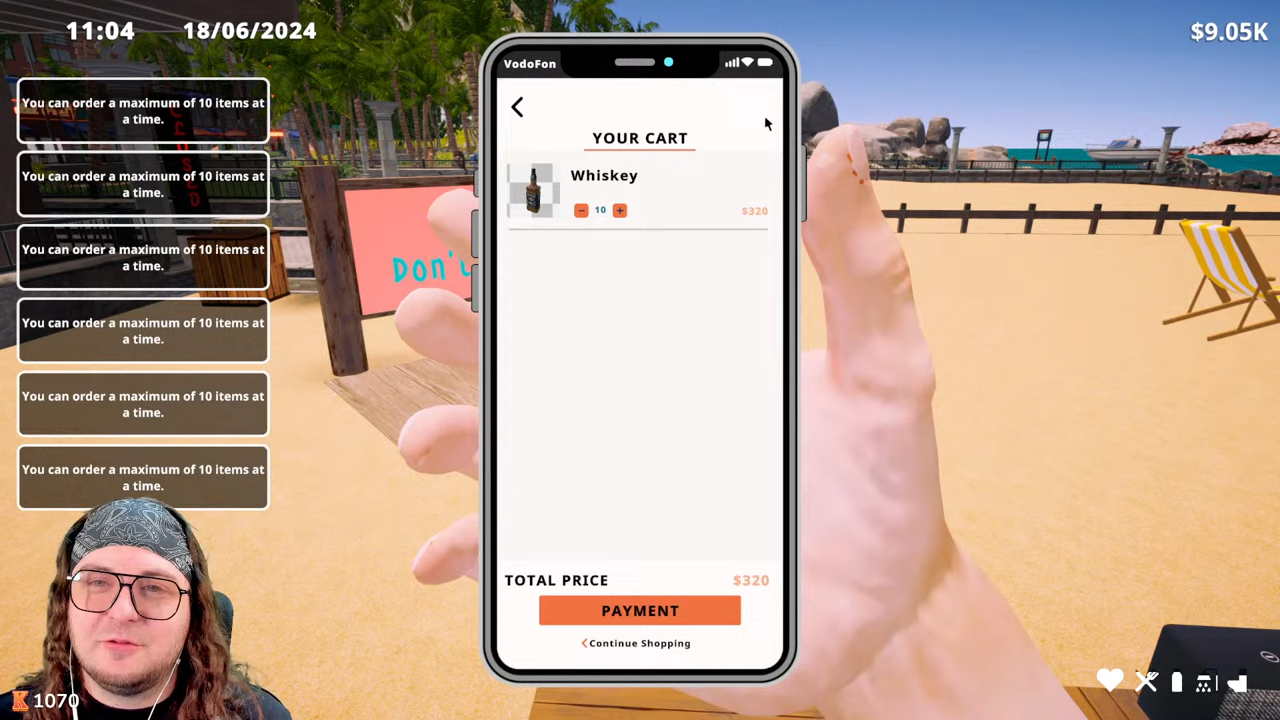 11:04
18/06/2024
$9.05K
You can order a maximum of 10 items at
a time.
You can order a maximum of 10 items at
a time.
You can order a maximum of 10 items at
a time.
You can order a maximum of 10 items at
a time.
You can order a maximum of 10 items at
a time.
You can order a maximum of 10 items at
a time.
VodoFon
YOUR CART
Whiskey
10
$320
TOTAL PRICE
$320
PAYMENT
Continue Shopping
K 1070